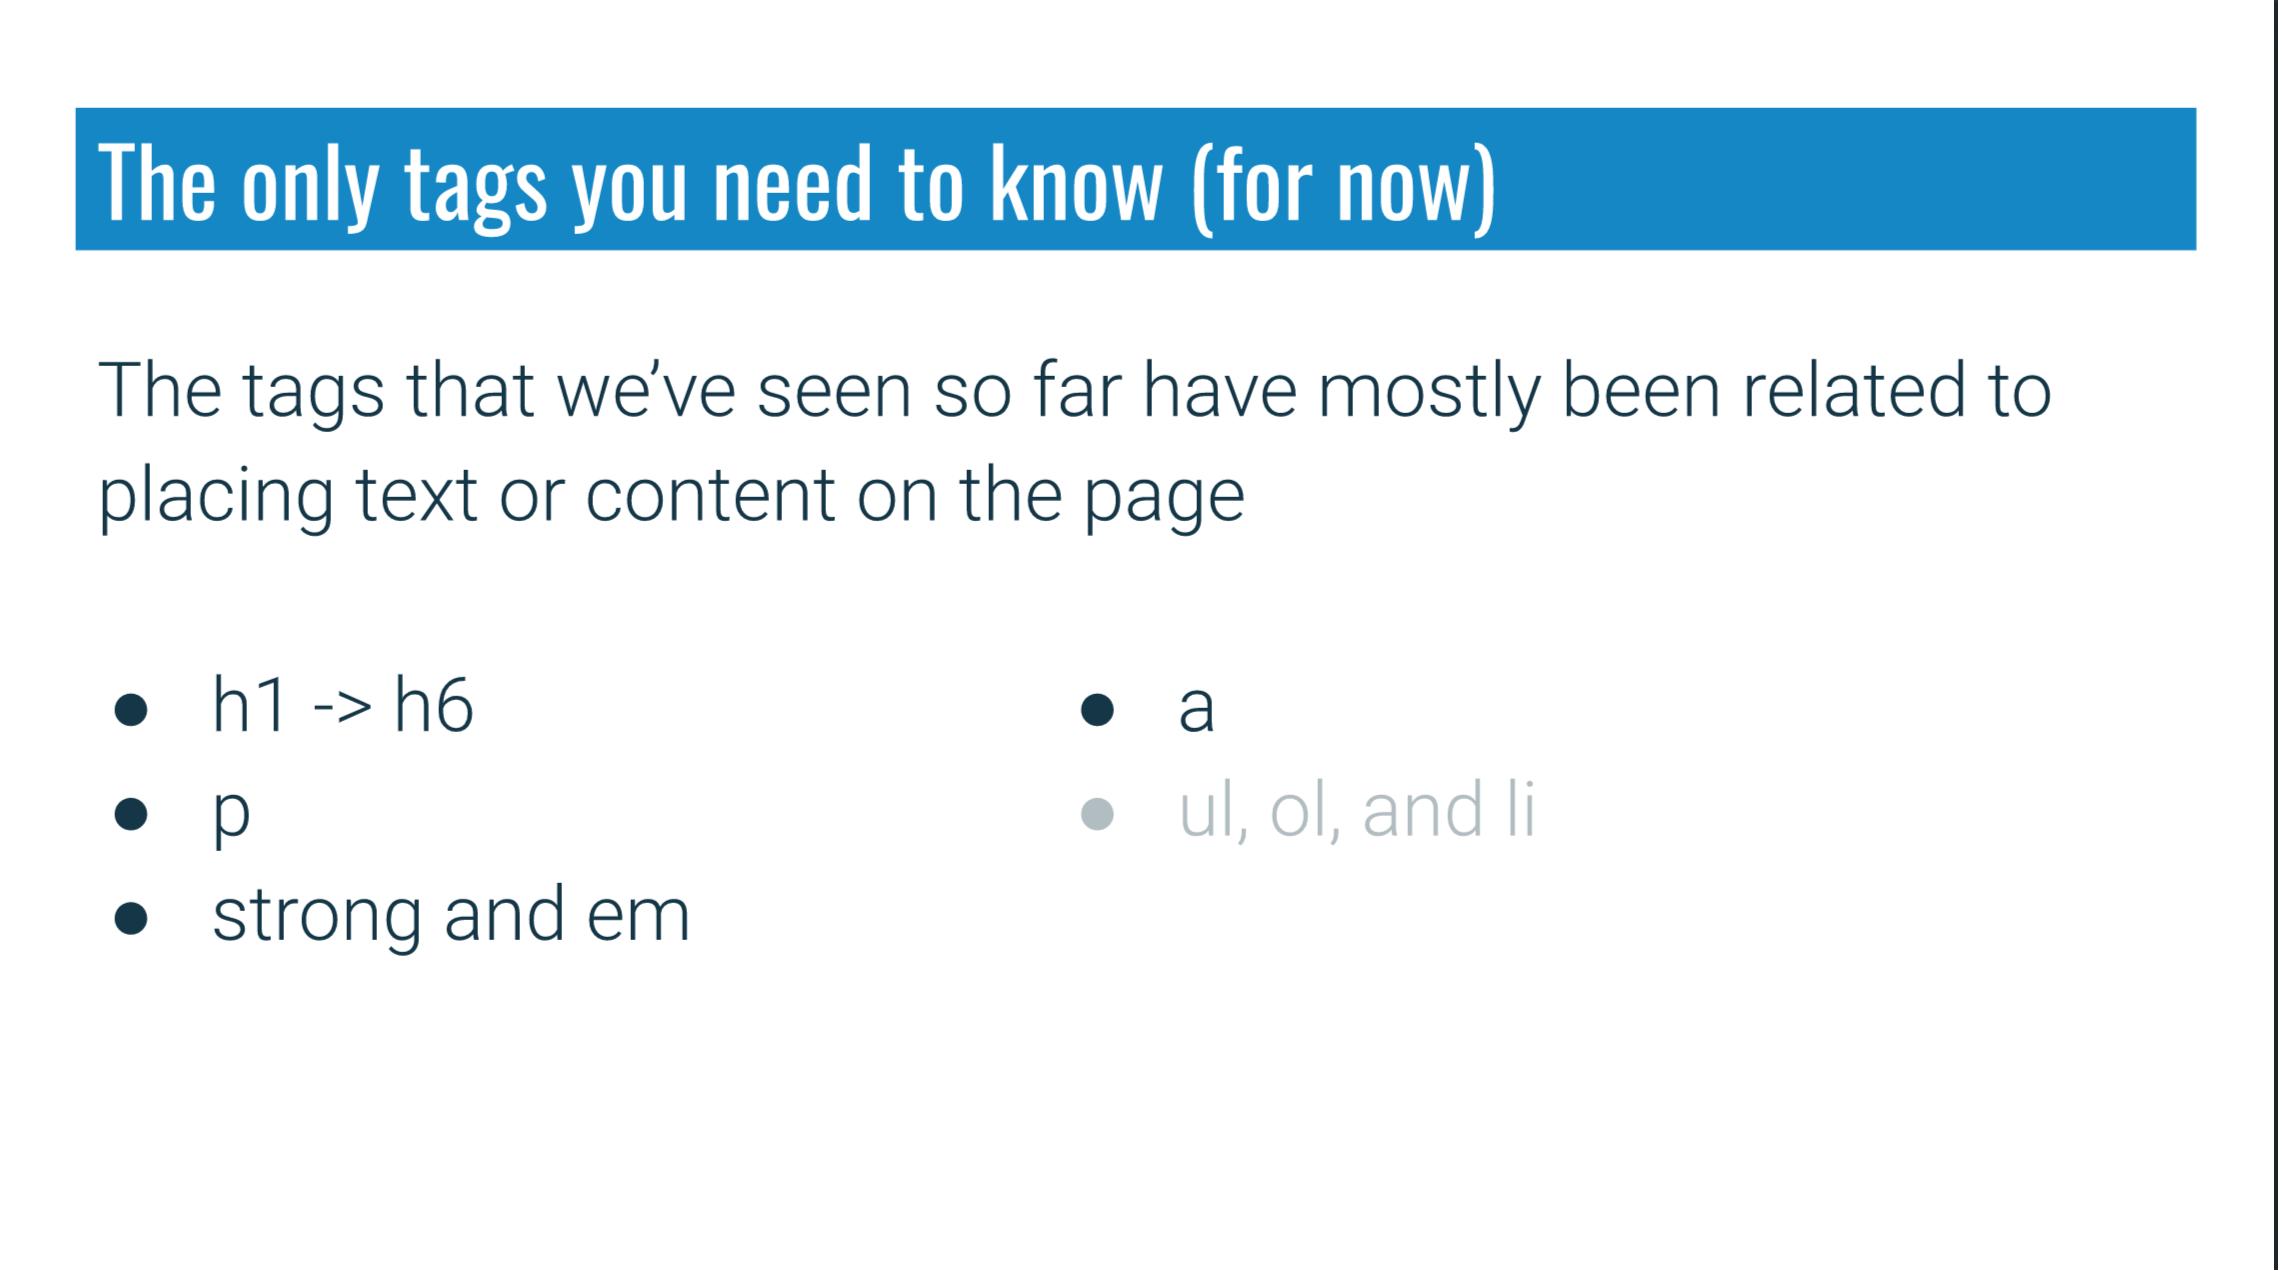 The only tags you need to know (for now)
The tags that we’ve seen so far have mostly been related to
placing text or content on the page
● h1 -> h6
● p
● strong and em
● a
● ul, ol, and li